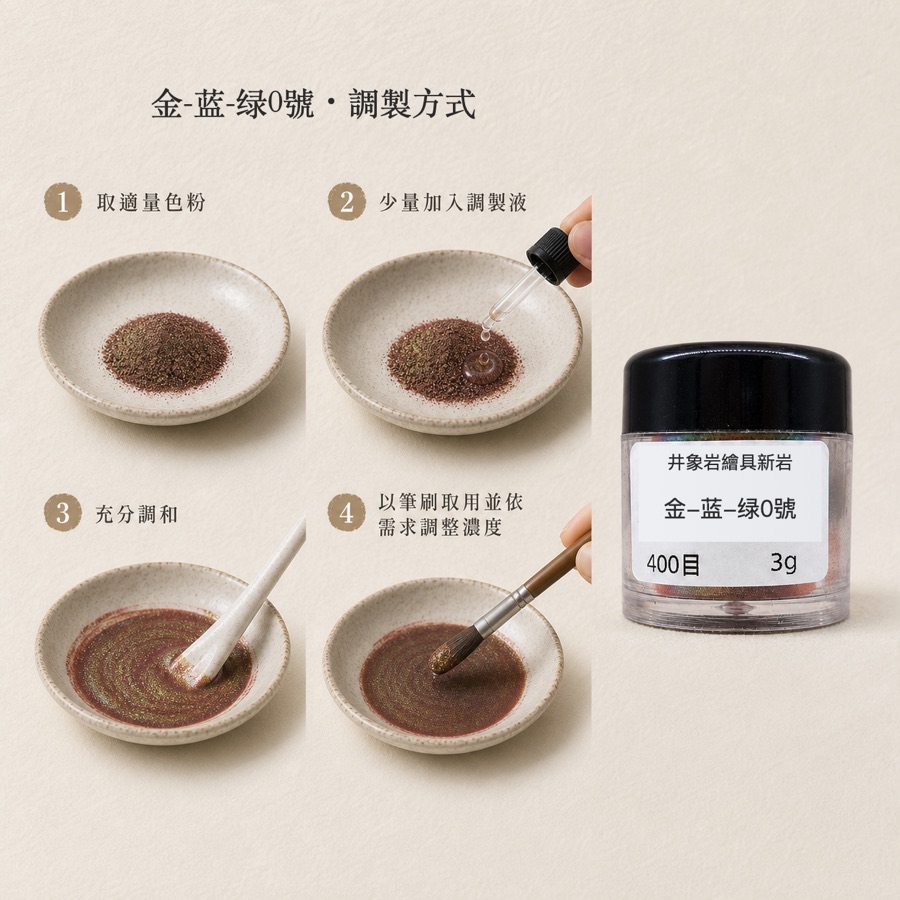 金-蓝-绿0號・調製方式
1 取適量色粉
2 少量加入調製液
3 充分調和
4 以筆刷取用並依
需求調整濃度
井象岩繪具新岩
金–蓝–绿0號
400目 3g